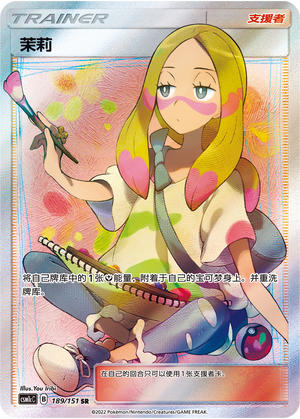 TRAINER
支援者
茉莉
将自己牌库中的1张能量,附着于自己的宝可梦身上。并重洗
牌库。
Illus.You Iribi
在自己的回合只可以使用1张支援者卡。
csm1cC B 189/151 SR
©2022 Pokémon/Nintendo/Creatures/GAME FREAK.